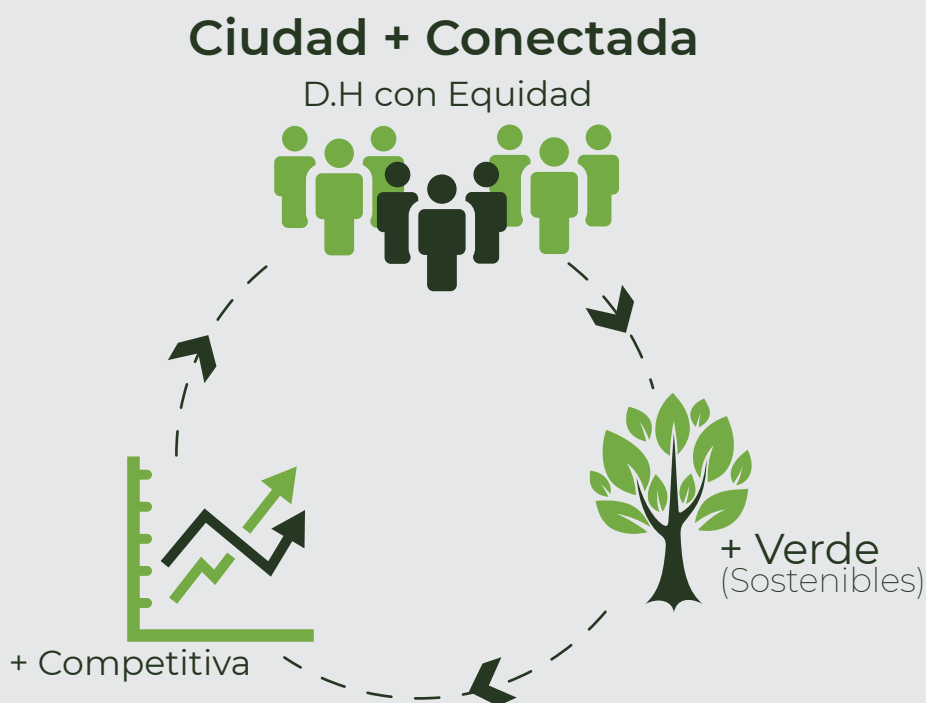 Ciudad + Conectada
D.H con Equidad
+ Verde
(Sostenibles)
+ Competitiva